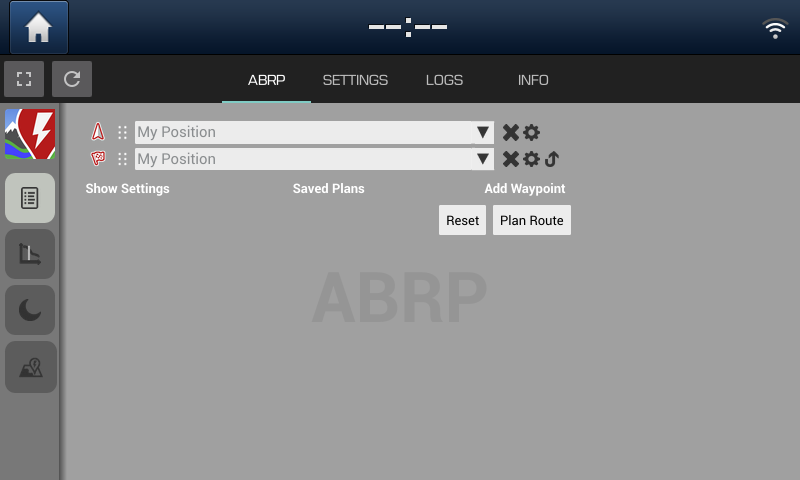 --:--
ABRP SETTINGS LOGS INFO
My Position
My Position
Show Settings Saved Plans Add Waypoint
Reset Plan Route
ABRP